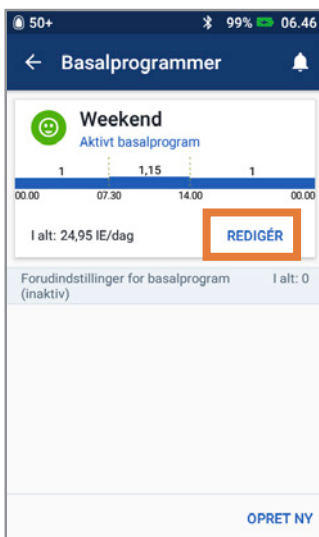 50+ 99% 06.46
Basalprogrammer
Weekend
Aktivt basalprogram
1 1,15 1
00.00 07.30 14.00 00.00
I alt: 24,95 IE/dag REDIGÉR
Forudindstillinger for basalprogram I alt: 0
(inaktiv)
OPRET NY